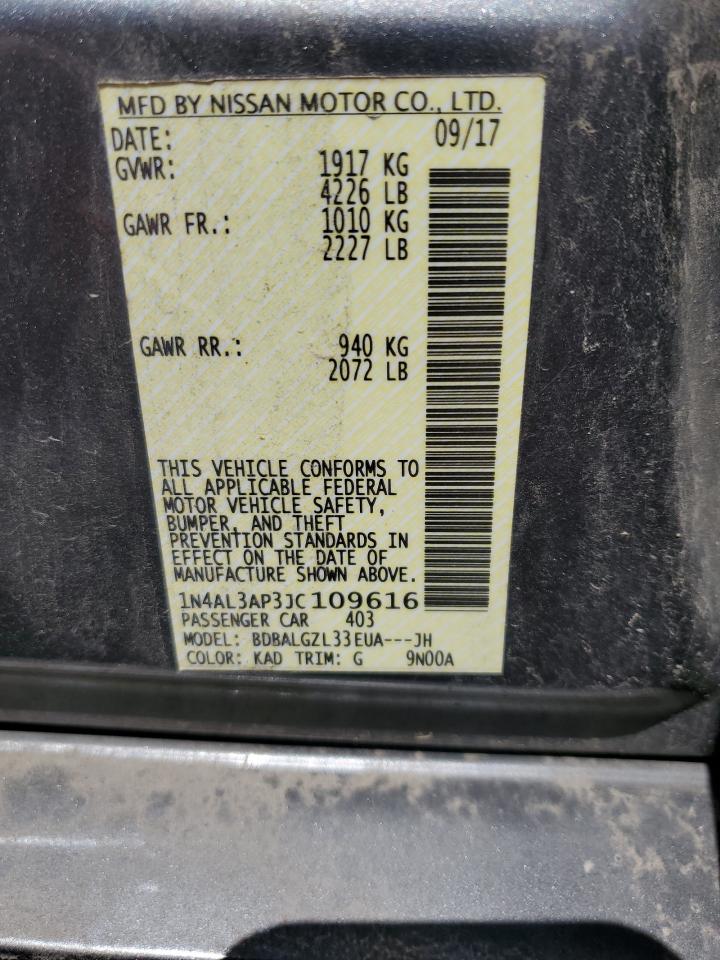 MFD BY NISSAN MOTOR CO., LTD.
DATE: 09/17
GVWR: 1917 KG
4226 LB
GAWR FR.: 1010 KG
2227 LB
GAWR RR.: 940 KG
2072 LB
THIS VEHICLE CONFORMS TO
ALL APPLICABLE FEDERAL
MOTOR VEHICLE SAFETY,
BUMPER, AND THEFT
PREVENTION STANDARDS IN
EFFECT ON THE DATE OF
MANUFACTURE SHOWN ABOVE.
1N4AL3AP3JC109616
PASSENGER CAR 403
MODEL: BDBALGZL33EUA---JH
COLOR: KAD TRIM: G 9N00A